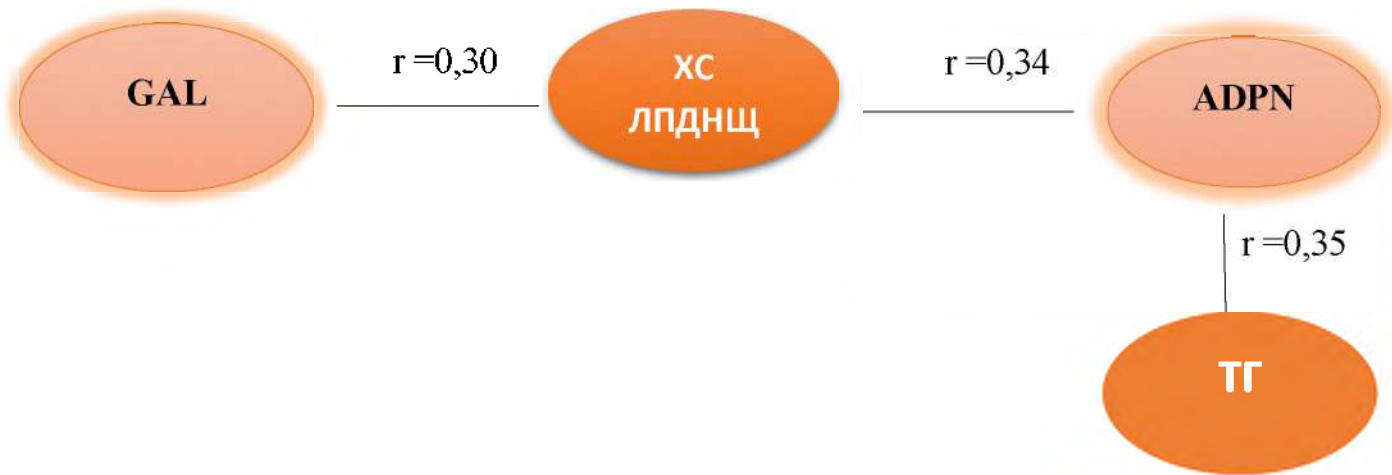 GAL
r =0,30
ХС
ЛПДНЩ
r =0,34
ADPN
r =0,35
ТГ